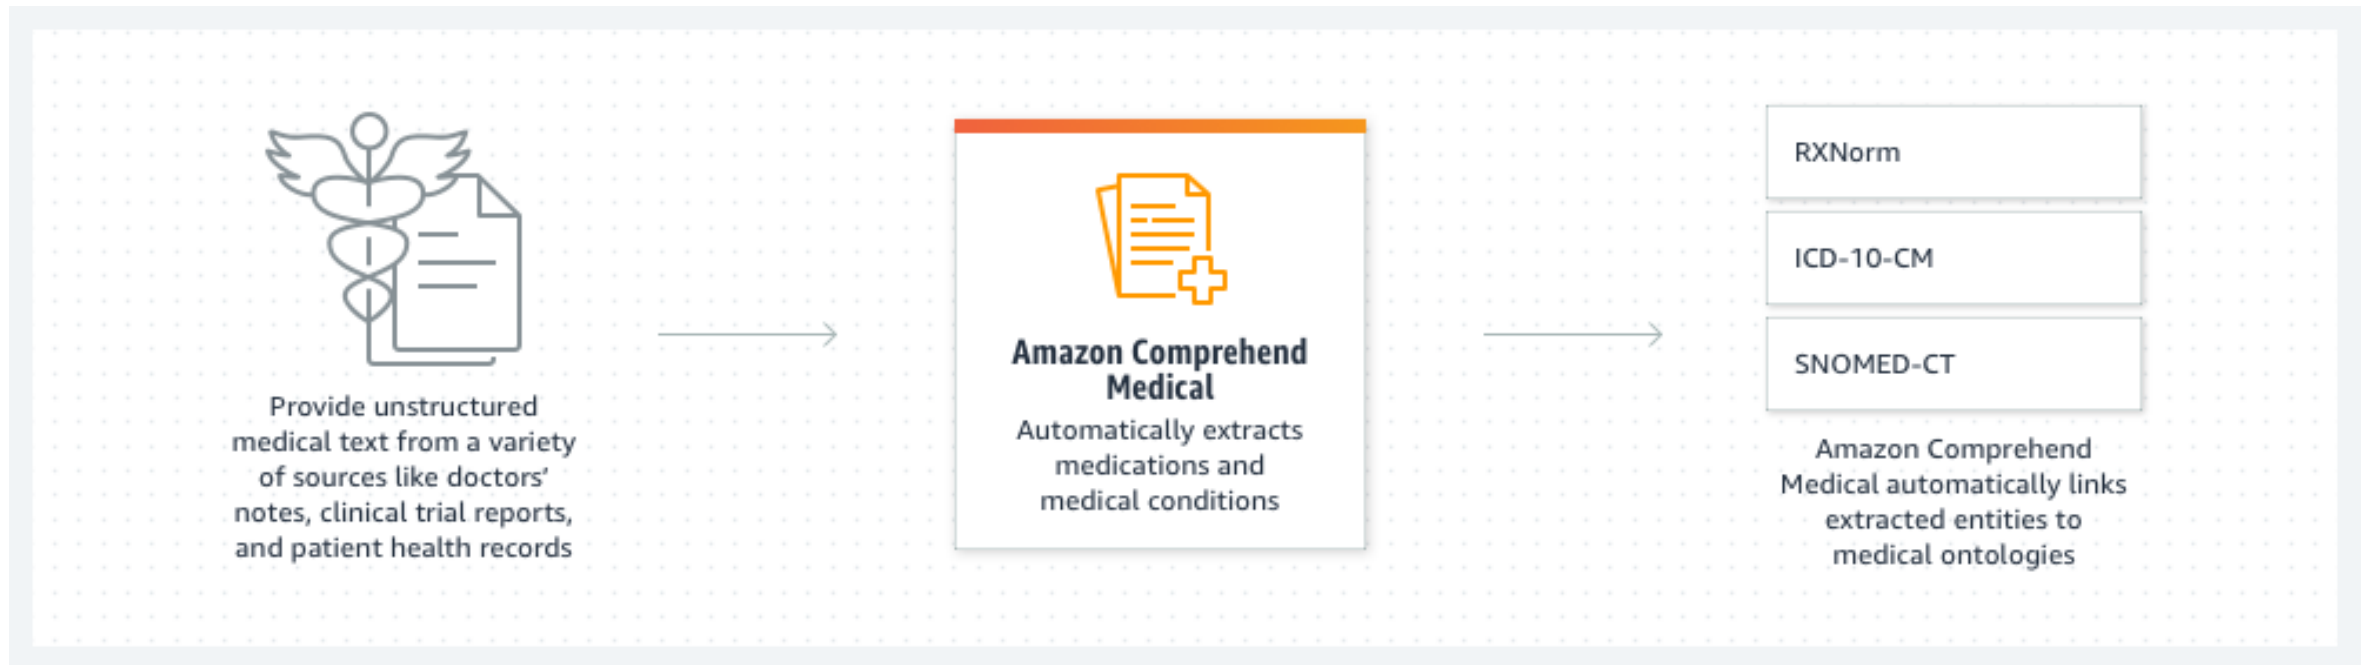 Provide unstructured
medical text from a variety
of sources like doctors’
notes, clinical trial reports,
and patient health records
Amazon Comprehend
Medical
Automatically extracts
medications and
medical conditions
RXNorm
ICD-10-CM
SNOMED-CT
Amazon Comprehend
Medical automatically links
extracted entities to
medical ontologies